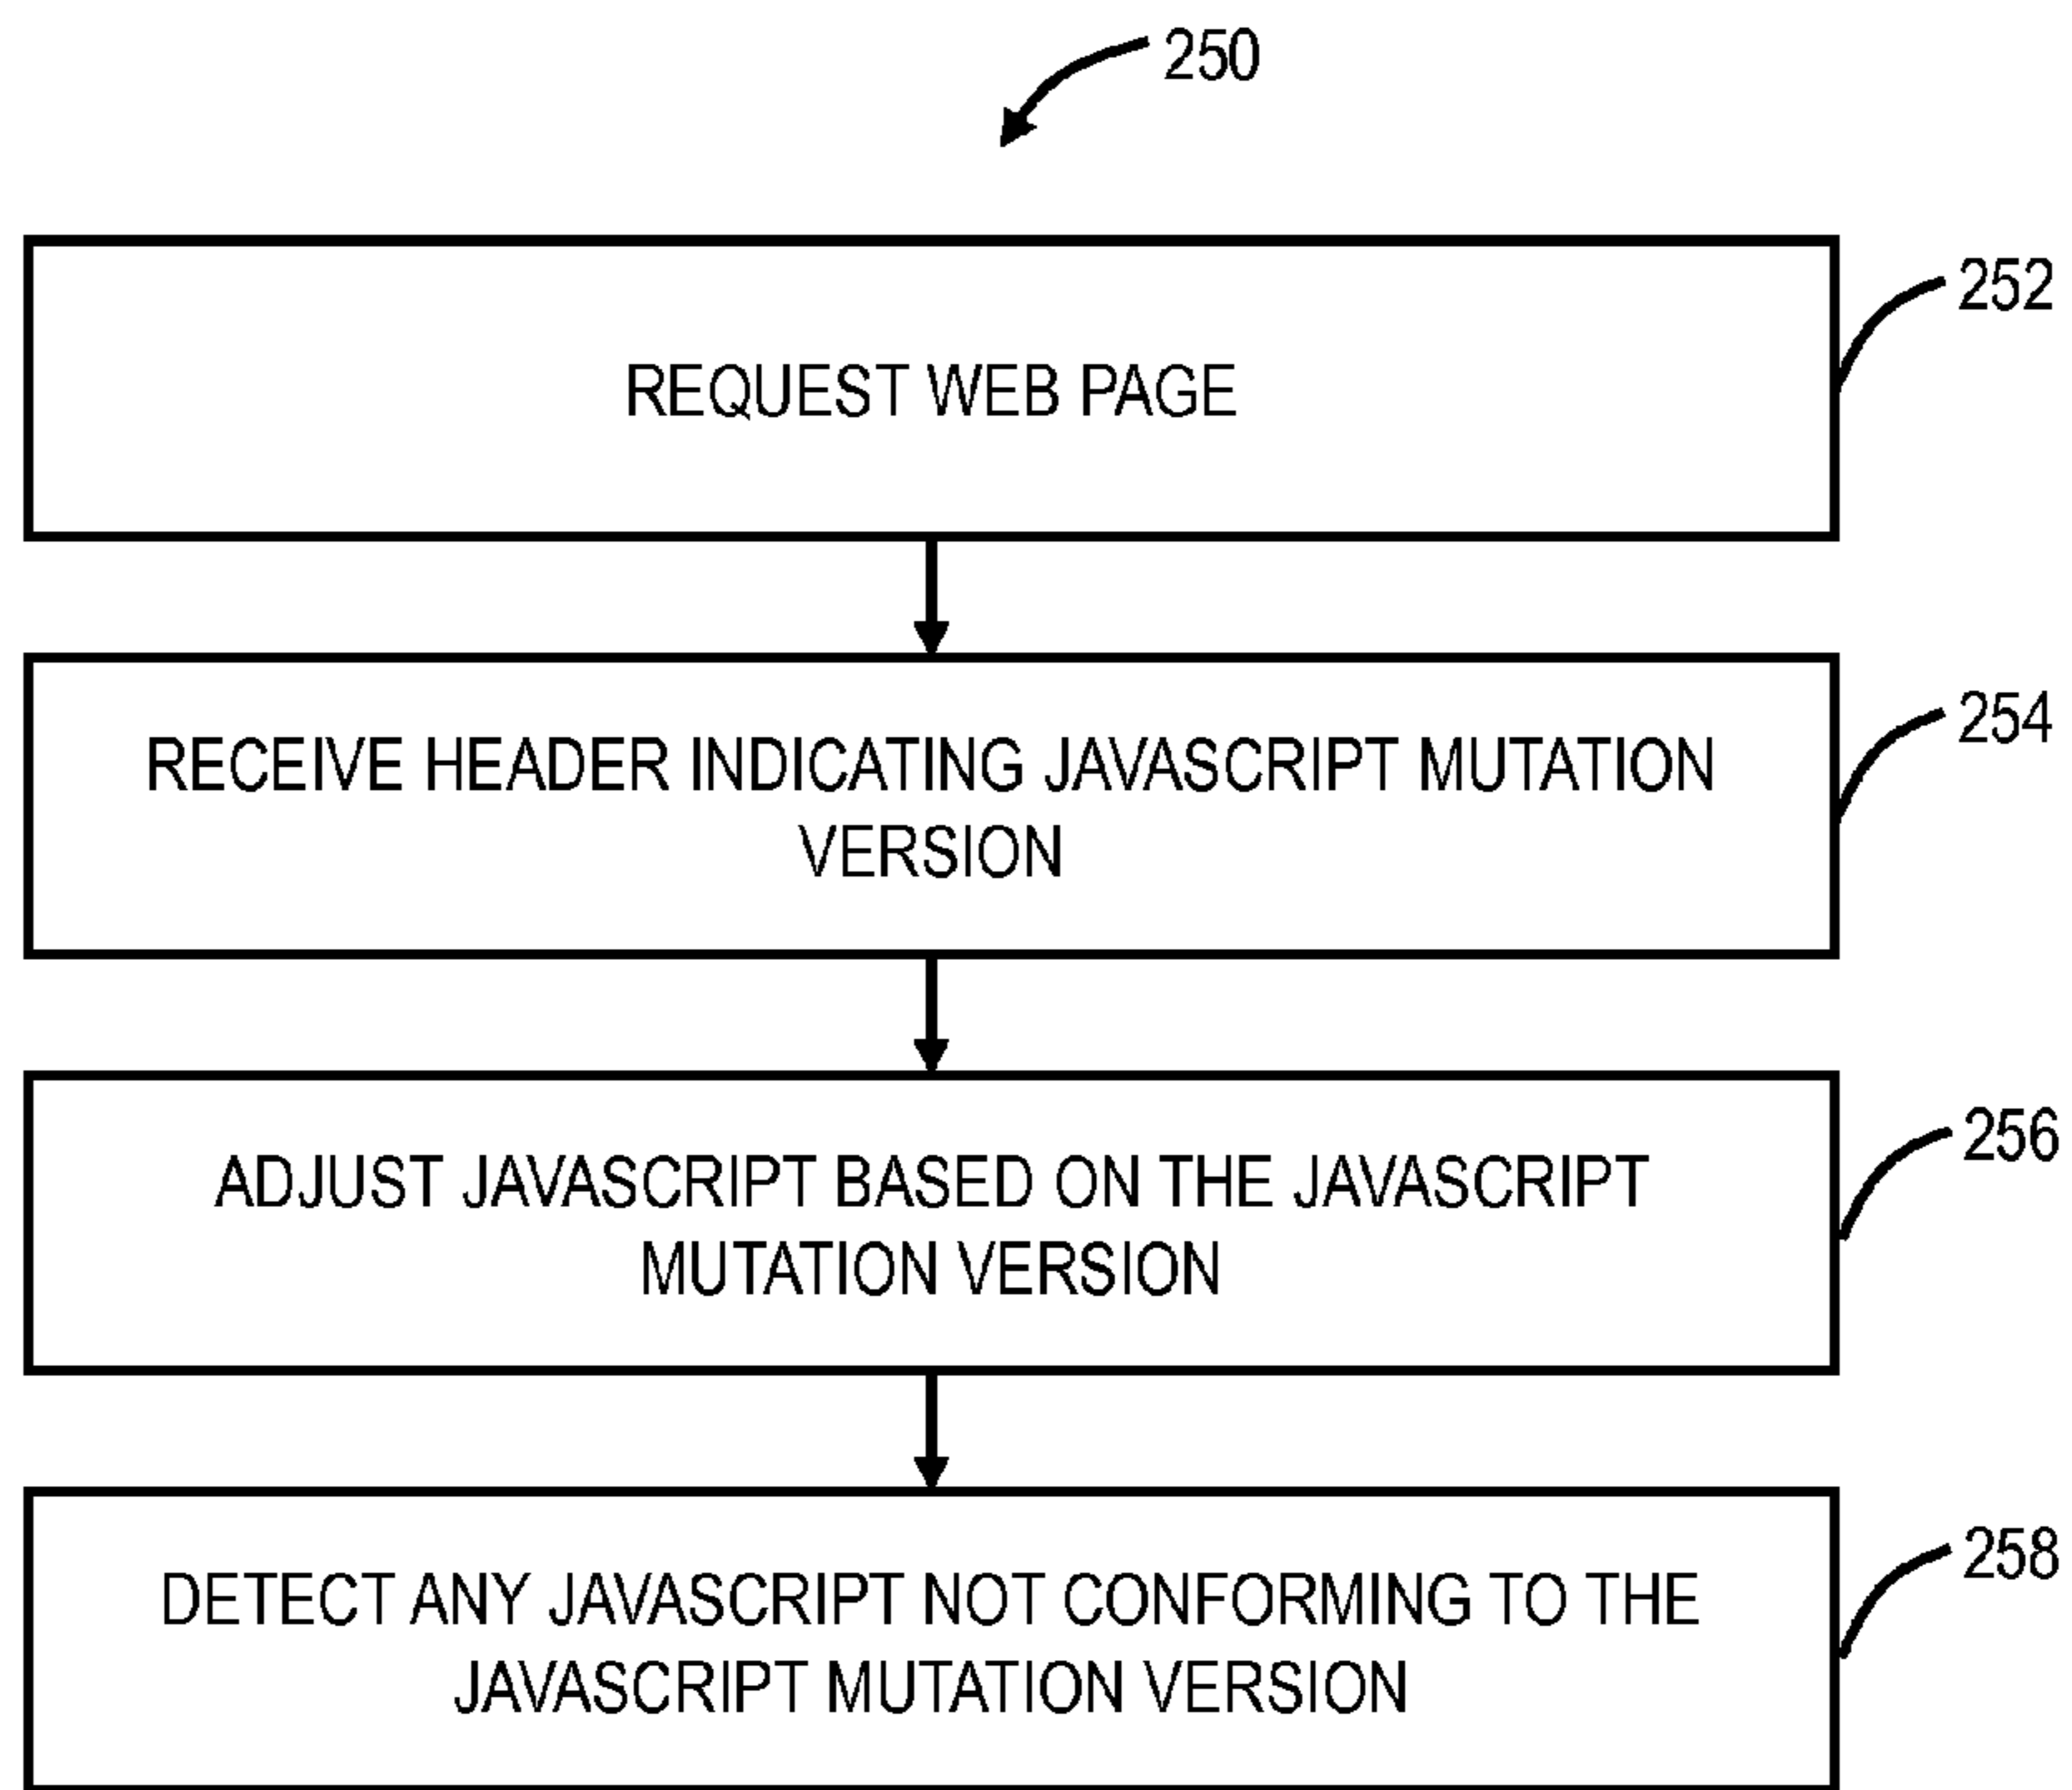 250
252
REQUEST WEB PAGE
254
RECEIVE HEADER INDICATING JAVASCRIPT MUTATION
VERSION
256
ADJUST JAVASCRIPT BASED ON THE JAVASCRIPT
MUTATION VERSION
258
DETECT ANY JAVASCRIPT NOT CONFORMING TO THE
JAVASCRIPT MUTATION VERSION